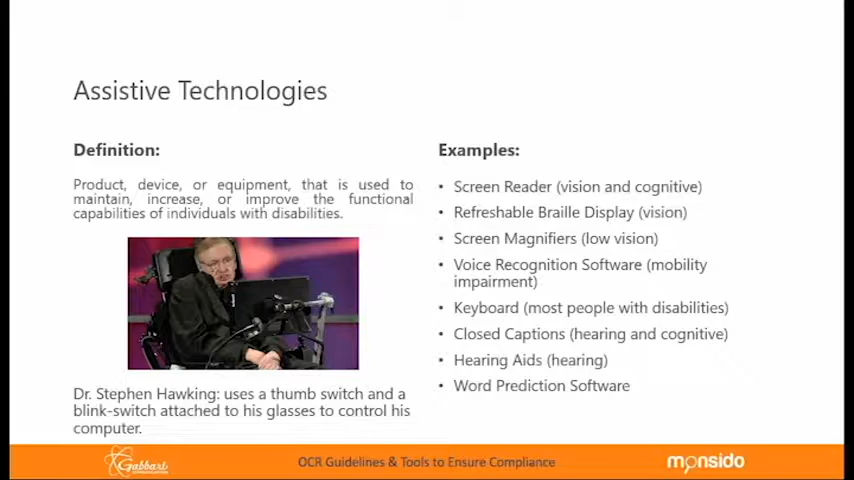 Assistive Technologies
Definition:
Product, device, or equipment, that is used to
maintain, increase, or improve the functional
capabilities of individuals with disabilities.
Dr. Stephen Hawking: uses a thumb switch and a
blink-switch attached to his glasses to control his
computer.
Examples:
• Screen Reader (vision and cognitive)
• Refreshable Braille Display (vision)
• Screen Magnifiers (low vision)
• Voice Recognition Software (mobility
impairment)
• Keyboard (most people with disabilities)
• Closed Captions (hearing and cognitive)
• Hearing Aids (hearing)
• Word Prediction Software
Gabbart
OCR Guidelines & Tools to Ensure Compliance
monsido